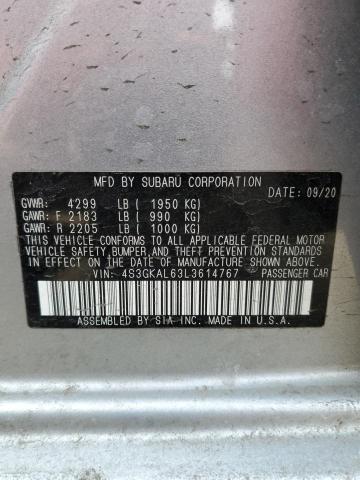 MFD BY SUBARU CORPORATION
DATE: 09/20
GVWR: 4299 LB ( 1950 KG)
GAWR: F 2183 LB ( 990 KG)
GAWR: R 2205 LB ( 1000 KG)
THIS VEHICLE CONFORMS TO ALL APPLICABLE FEDERAL MOTOR
VEHICLE SAFETY, BUMPER, AND THEFT PREVENTION STANDARDS
IN EFFECT ON THE DATE OF MANUFACTURE SHOWN ABOVE.
VIN: 4S3GKAL63L3614767 PASSENGER CAR
ASSEMBLED BY SIA INC. MADE IN U.S.A.